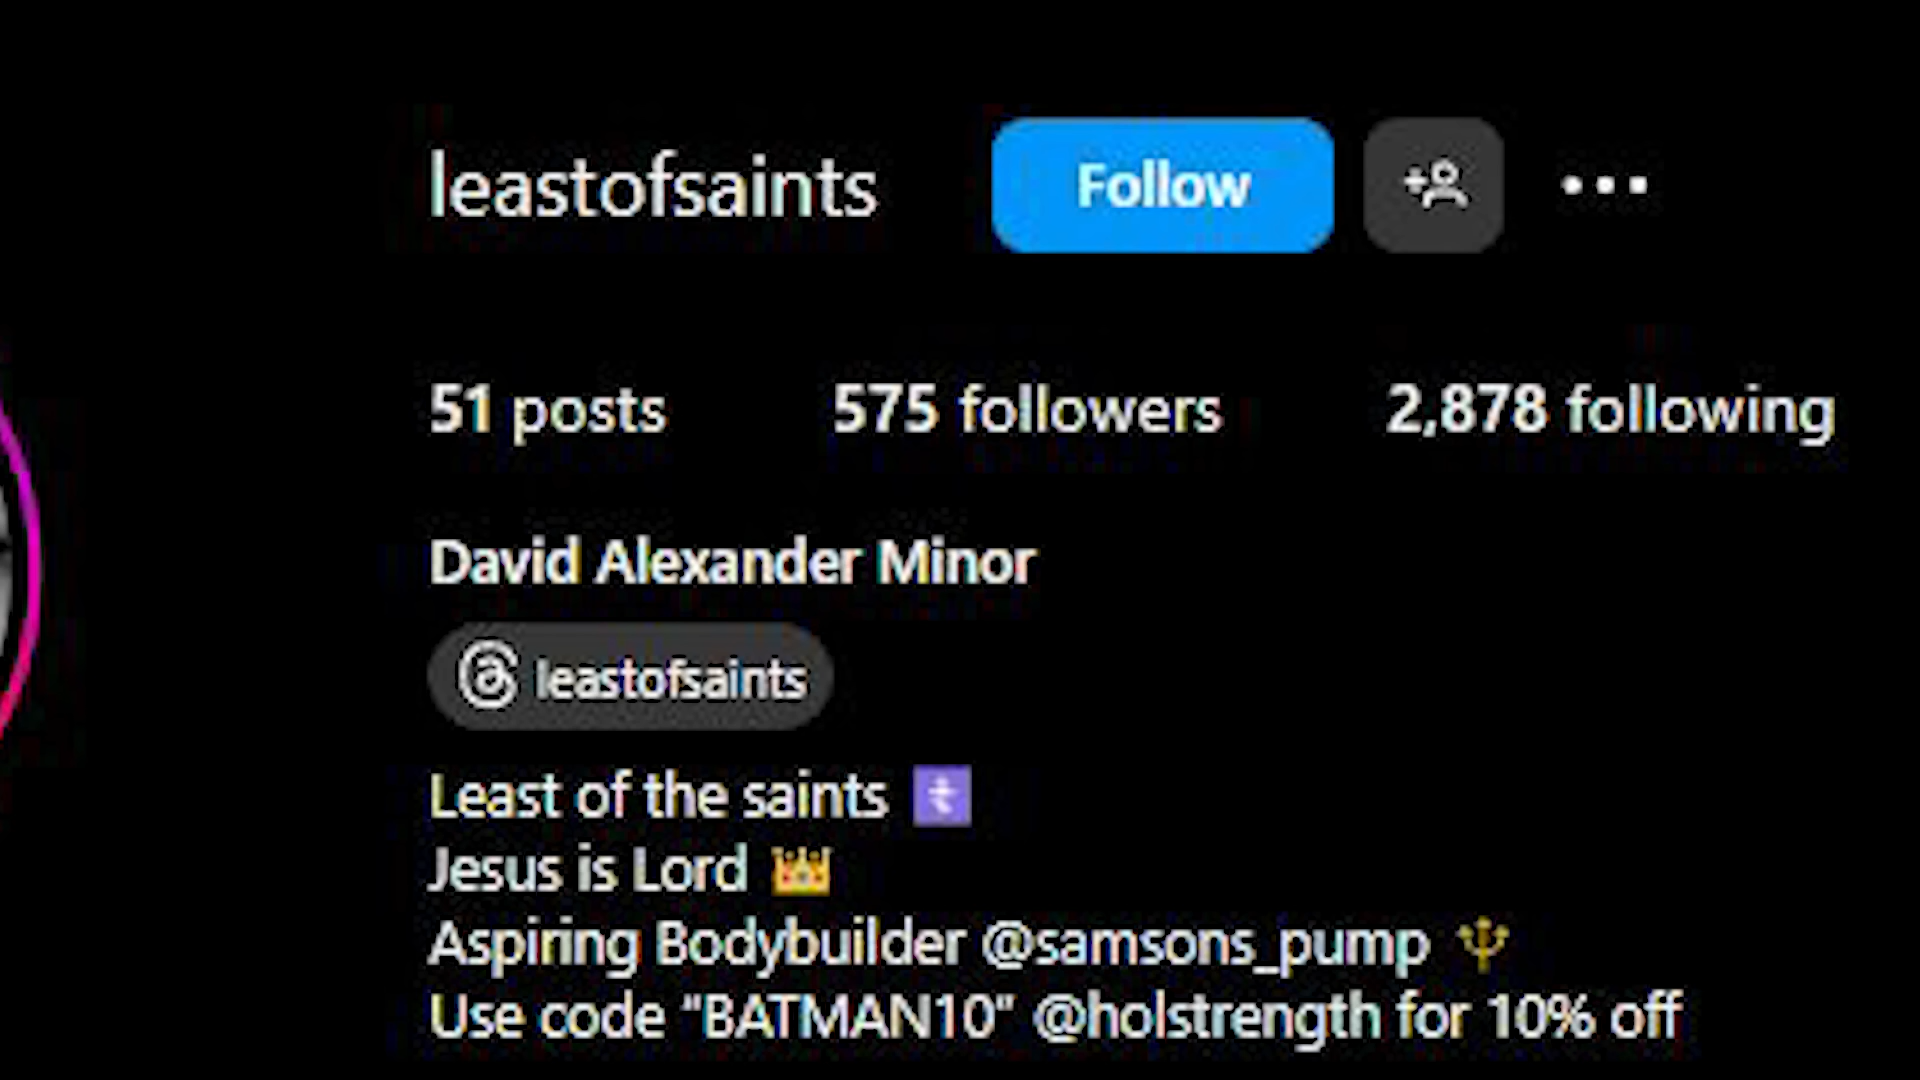 leastofsaints Follow
51 posts 575 followers 2,878 following
David Alexander Minor
leastofsaints
Least of the saints ✝️
Jesus is Lord 👑
Aspiring Bodybuilder @samsons_pump 🔱
Use code "BATMAN10" @holstrength for 10% off